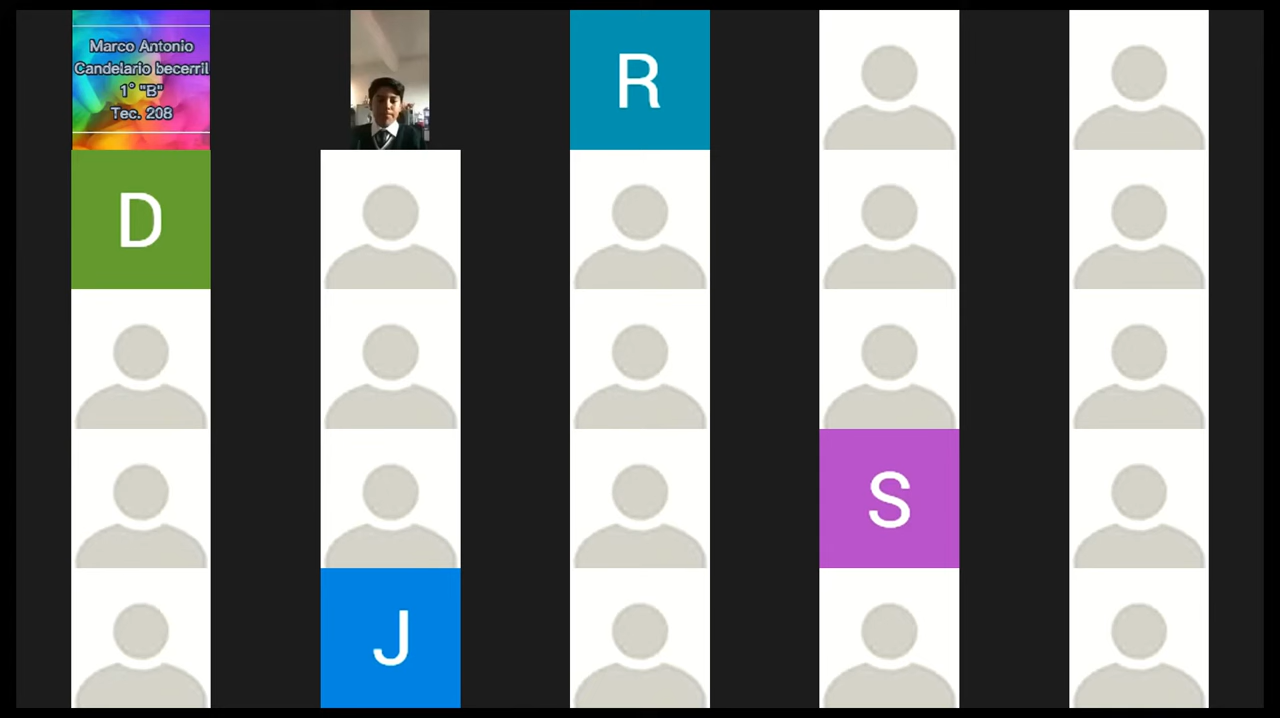 Marco Antonio
Candelario becerril
1° "B"
Tec. 208
R
D
S
J